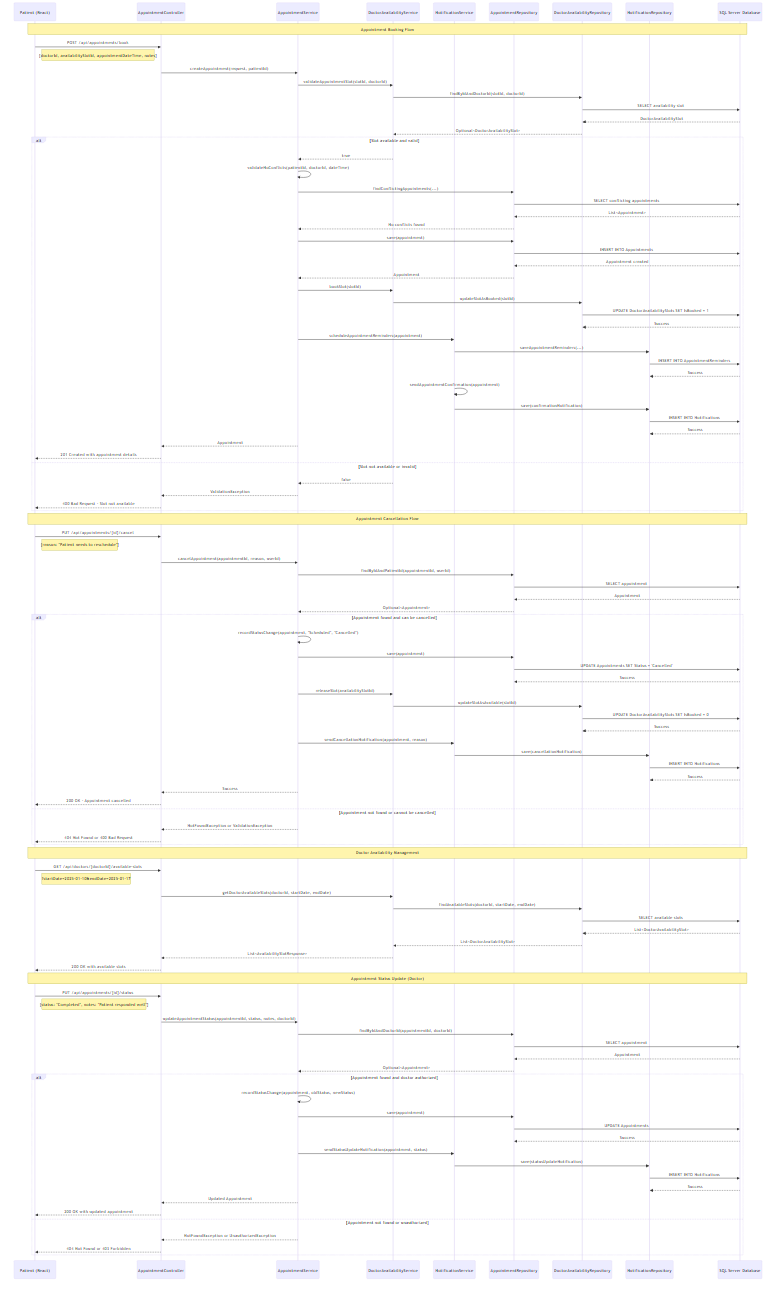 Patient (React) AppointmentController AppointmentService DoctorAvailabilityService NotificationService AppointmentRepository DoctorAvailabilityRepository NotificationRepository SQL Server Database
Appointment Booking Flow
POST /api/appointments/book
{doctorId, availabilitySlotId, appointmentDateTime, notes}
createAppointment(request, patientId)
validateAppointmentSlot(slotId, doctorId)
findByIdAndDoctorId(slotId, doctorId)
SELECT availability slot
DoctorAvailabilitySlot
Optional<DoctorAvailabilitySlot>
alt
[Slot available and valid]
true
validateNoConflicts(patientId, doctorId, dateTime)
findConflictingAppointments(...)
SELECT conflicting appointments
List<Appointment>
No conflicts found
save(appointment)
INSERT INTO Appointments
Appointment created
Appointment
bookSlot(slotId)
updateSlotAsBooked(slotId)
UPDATE DoctorAvailabilitySlots SET IsBooked = 1
Success
scheduleAppointmentReminders(appointment)
saveAppointmentReminders(...)
INSERT INTO AppointmentReminders
Success
sendAppointmentConfirmation(appointment)
save(confirmationNotification)
INSERT INTO Notifications
Success
Appointment
201 Created with appointment details
[Slot not available or invalid]
false
ValidationException
400 Bad Request - Slot not available
Appointment Cancellation Flow
PUT /api/appointments/{id}/cancel
{reason: "Patient needs to reschedule"}
cancelAppointment(appointmentId, reason, userId)
findByIdAndPatientId(appointmentId, userId)
SELECT appointment
Appointment
Optional<Appointment>
alt
[Appointment found and can be cancelled]
recordStatusChange(appointment, "Scheduled", "Cancelled")
save(appointment)
UPDATE Appointments SET Status = 'Cancelled'
Success
releaseSlot(availabilitySlotId)
updateSlotAsAvailable(slotId)
UPDATE DoctorAvailabilitySlots SET IsBooked = 0
Success
sendCancellationNotification(appointment, reason)
save(cancellationNotification)
INSERT INTO Notifications
Success
Success
200 OK - Appointment cancelled
[Appointment not found or cannot be cancelled]
NotFoundException or ValidationException
404 Not Found or 400 Bad Request
Doctor Availability Management
GET /api/doctors/{doctorId}/available-slots
?startDate=2025-01-10&endDate=2025-01-17
getDoctorAvailableSlots(doctorId, startDate, endDate)
findAvailableSlots(doctorId, startDate, endDate)
SELECT available slots
List<DoctorAvailabilitySlot>
List<DoctorAvailabilitySlot>
List<AvailabilitySlotResponse>
200 OK with available slots
Appointment Status Update (Doctor)
PUT /api/appointments/{id}/status
{status: "Completed", notes: "Patient responded well"}
updateAppointmentStatus(appointmentId, status, notes, doctorId)
findByIdAndDoctorId(appointmentId, doctorId)
SELECT appointment
Appointment
Optional<Appointment>
alt
[Appointment found and doctor authorized]
recordStatusChange(appointment, oldStatus, newStatus)
save(appointment)
UPDATE Appointments
Success
sendStatusUpdateNotification(appointment, status)
save(statusUpdateNotification)
INSERT INTO Notifications
Success
Updated Appointment
200 OK with updated appointment
[Appointment not found or unauthorized]
NotFoundException or UnauthorizedException
404 Not Found or 403 Forbidden
Patient (React) AppointmentController AppointmentService DoctorAvailabilityService NotificationService AppointmentRepository DoctorAvailabilityRepository NotificationRepository SQL Server Database